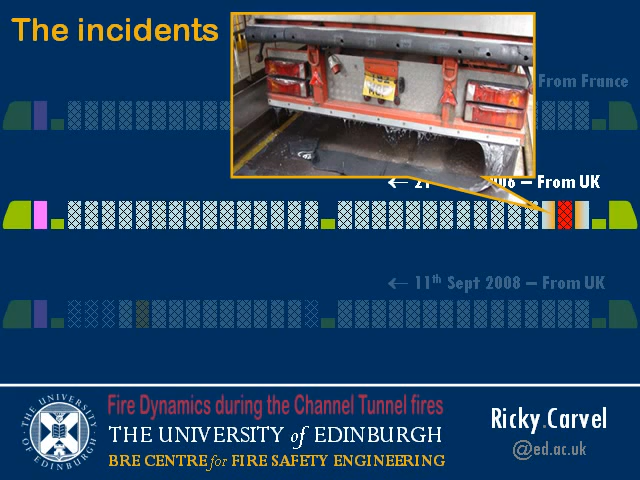 The incidents
From France
← 21 006 – From UK
← 11th Sept 2008 – From UK
THE UNIVERSITY of EDINBURGH
Fire Dynamics during the Channel Tunnel fires
THE UNIVERSITY of EDINBURGH
BRE CENTRE for FIRE SAFETY ENGINEERING
Ricky Carvel
@ed.ac.uk